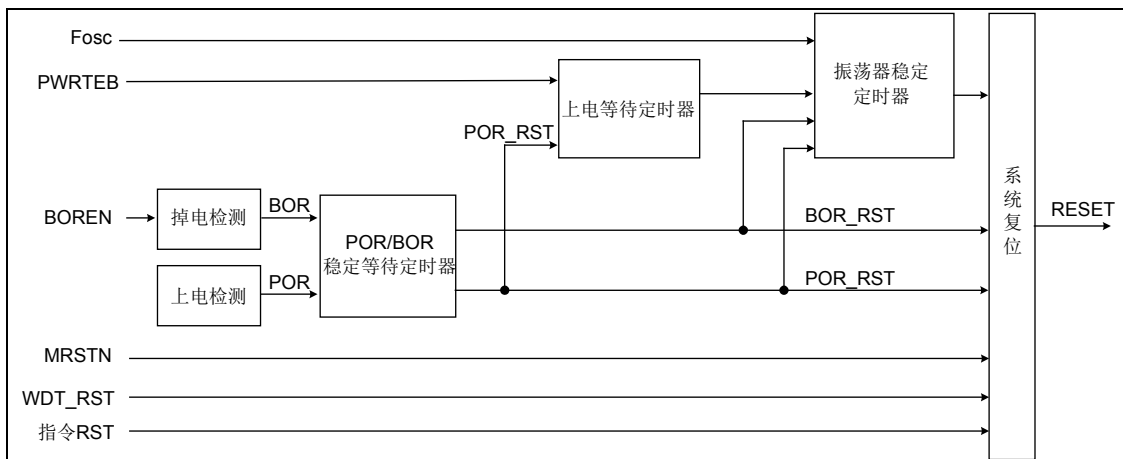 Fosc
PWRTEB
上电等待定时器
振荡器稳定
定时器
POR_RST
BOREN
掉电检测
BOR
POR/BOR
稳定等待定时器
上电检测
POR
BOR_RST
POR_RST
系统复位
RESET
MRSTN
WDT_RST
指令RST